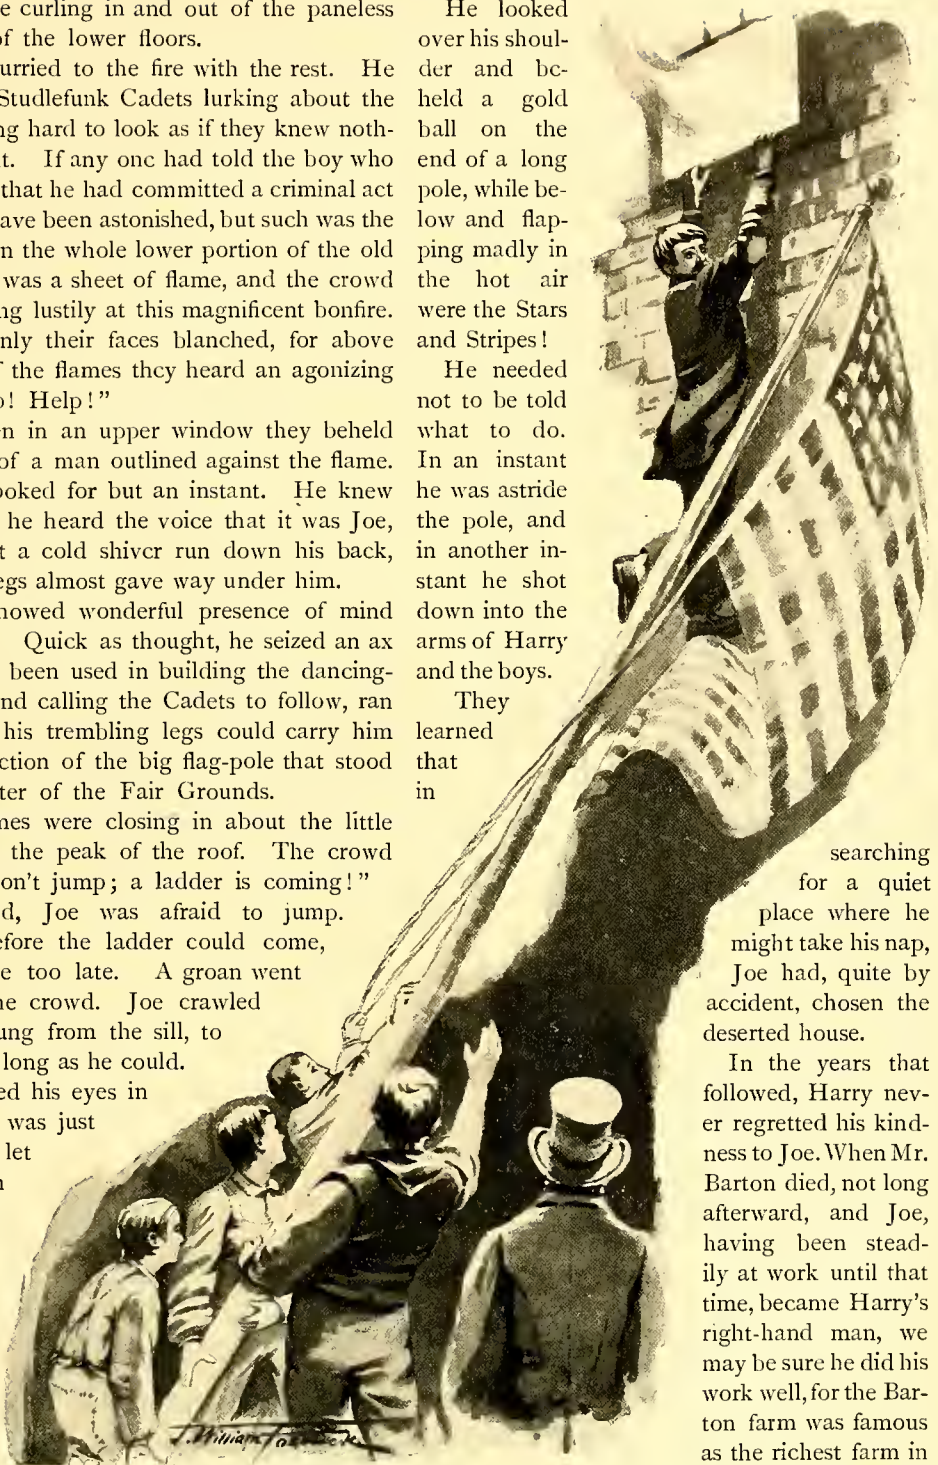 e curling in and out of the paneless
of the lower floors.
urried to the fire with the rest. He
Studlefunk Cadets lurking about the
ng hard to look as if they knew noth-
t. If any one had told the boy who
that he had committed a criminal act
ave been astonished, but such was the
n the whole lower portion of the old
was a sheet of flame, and the crowd
ng lustily at this magnificent bonfire.
nly their faces blanched, for above
f the flames they heard an agonizing
p! Help!"
n in an upper window they beheld
of a man outlined against the flame.
ooked for but an instant. He knew
he heard the voice that it was Joe,
t a cold shiver run down his back,
egs almost gave way under him.
howed wonderful presence of mind
Quick as thought, he seized an ax
been used in building the dancing-
nd calling the Cadets to follow, ran
his trembling legs could carry him
ction of the big flag-pole that stood
ter of the Fair Grounds.
mes were closing in about the little
the peak of the roof. The crowd
on't jump; a ladder is coming!"
d, Joe was afraid to jump.
efore the ladder could come,
e too late. A groan went
he crowd. Joe crawled
ung from the sill, to
long as he could.
ed his eyes in
was just
let
n
He looked
over his shoul-
der and be-
held a gold
ball on the
end of a long
pole, while be-
low and flap-
ping madly in
the hot air
were the Stars
and Stripes!
He needed
not to be told
what to do.
In an instant
he was astride
the pole, and
in another in-
stant he shot
down into the
arms of Harry
and the boys.
They
learned
that
in
searching
for a quiet
place where he
might take his nap,
Joe had, quite by
accident, chosen the
deserted house.
In the years that
followed, Harry nev-
er regretted his kind-
ness to Joe. When Mr.
Barton died, not long
afterward, and Joe,
having been stead-
ily at work until that
time, became Harry's
right-hand man, we
may be sure he did his
work well, for the Bar-
ton farm was famous
as the richest farm in
J. William